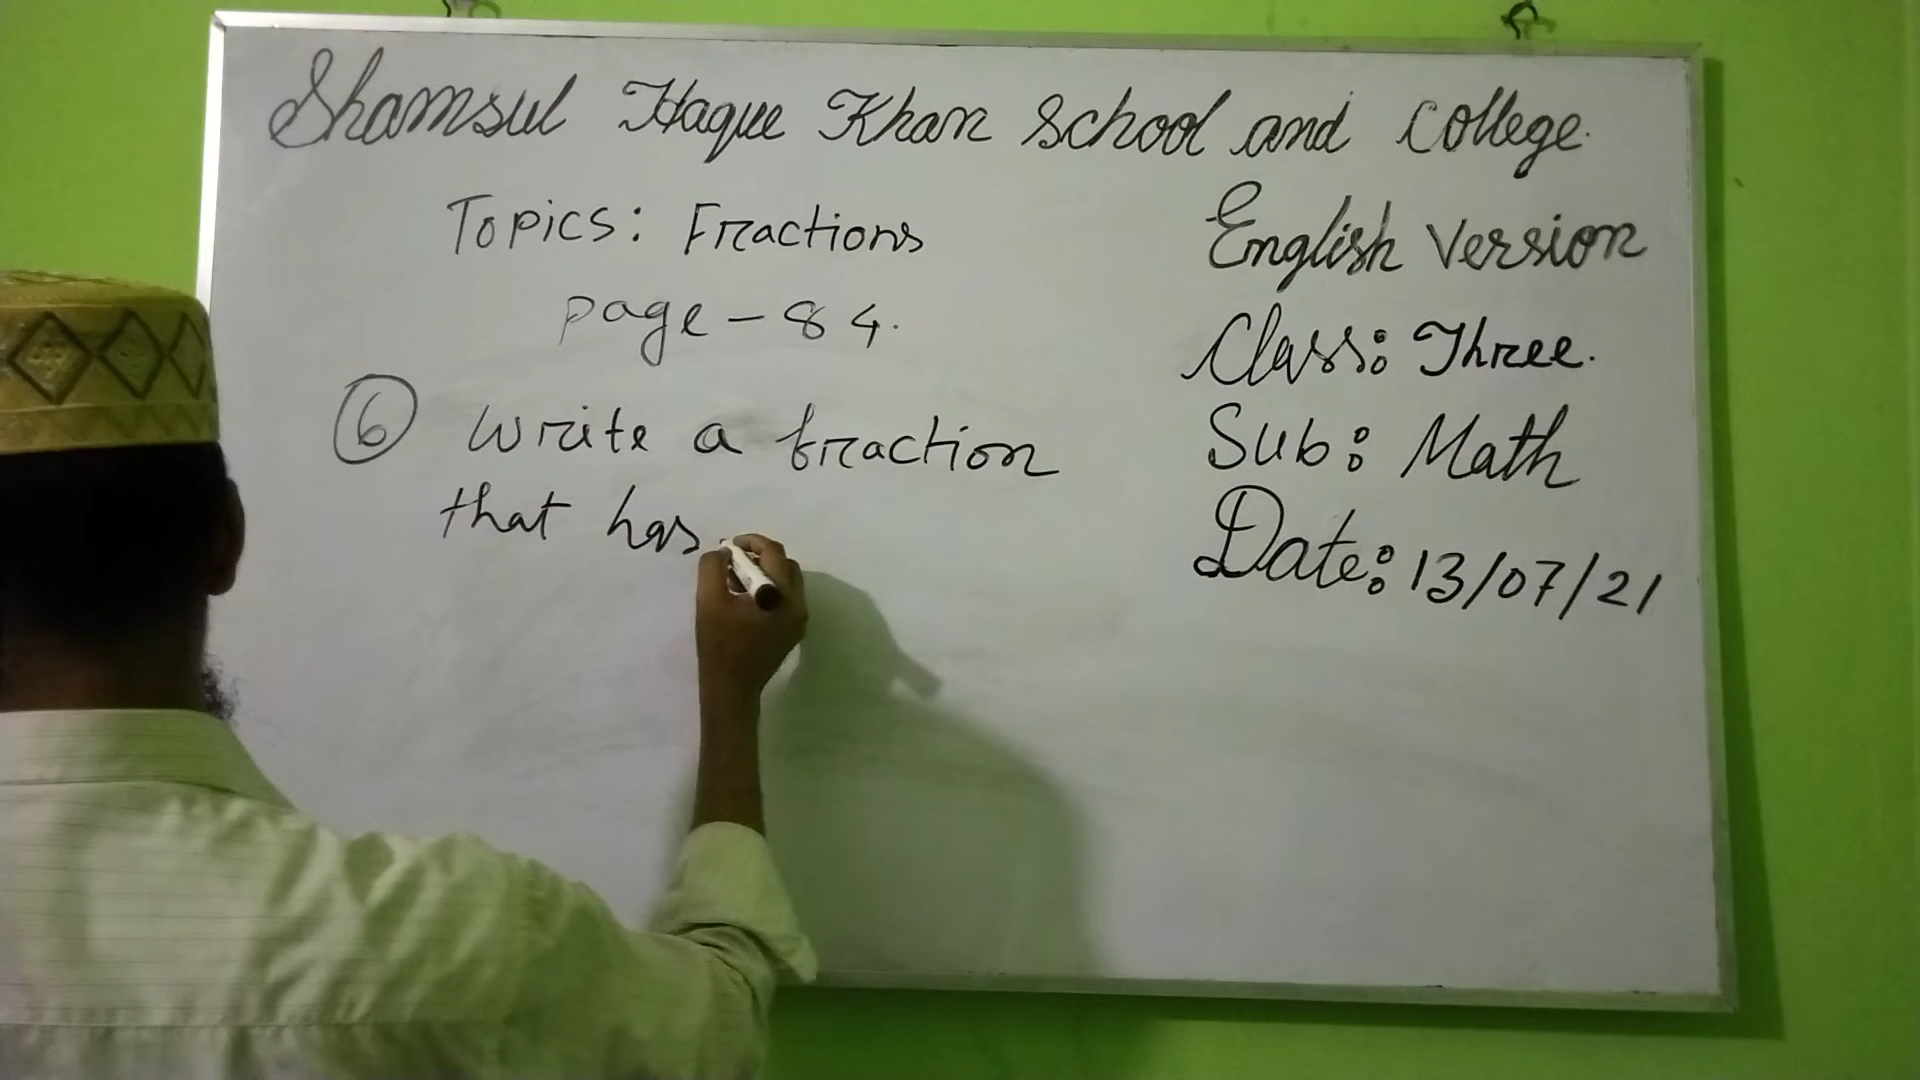 Shamsul Haque Khan School and College.
Topics: Fractions
page-84.
6 Write a fraction
that has
English Version
Class: Three.
Sub: Math
Date: 13/07/21